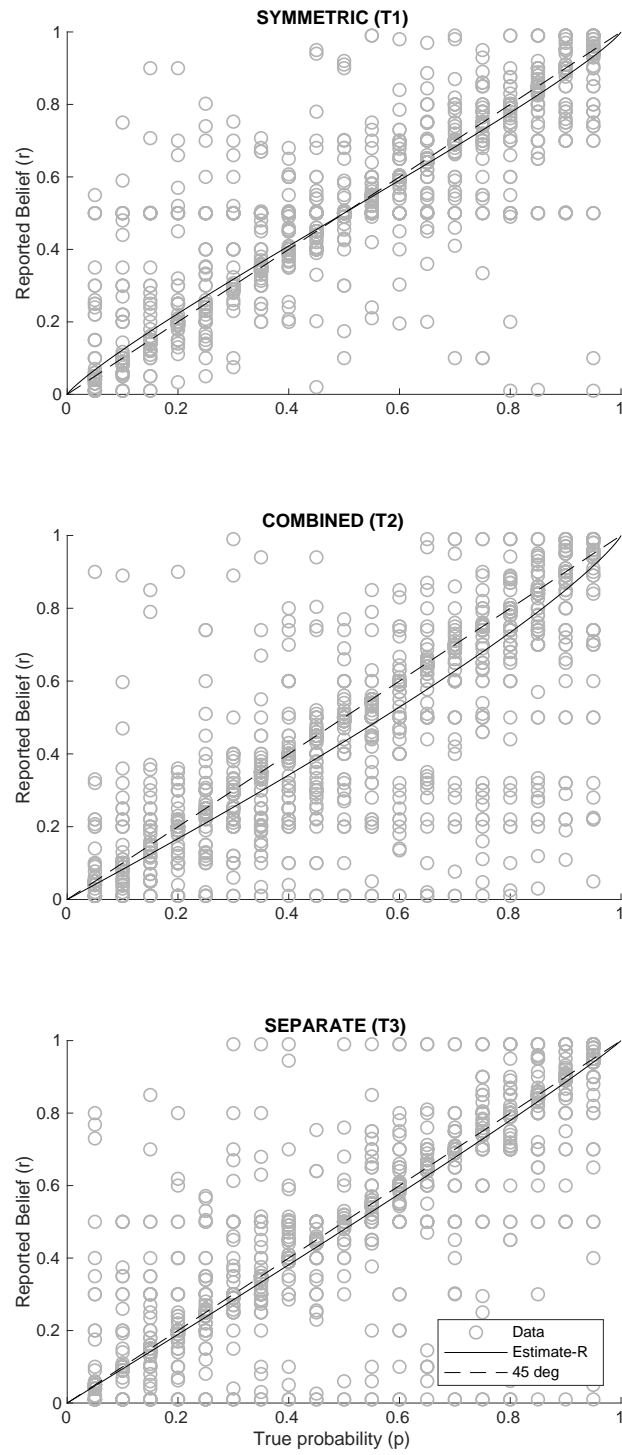 SYMMETRIC (T1)
1
0.8
0.6
0.4
0.2
0
Reported Belief (r)
0 0.2 0.4 0.6 0.8 1
COMBINED (T2)
1
0.8
0.6
0.4
0.2
0
Reported Belief (r)
0 0.2 0.4 0.6 0.8 1
SEPARATE (T3)
1
0.8
0.6
0.4
0.2
0
Reported Belief (r)
Data
Estimate-R
45 deg
0 0.2 0.4 0.6 0.8 1
True probability (p)